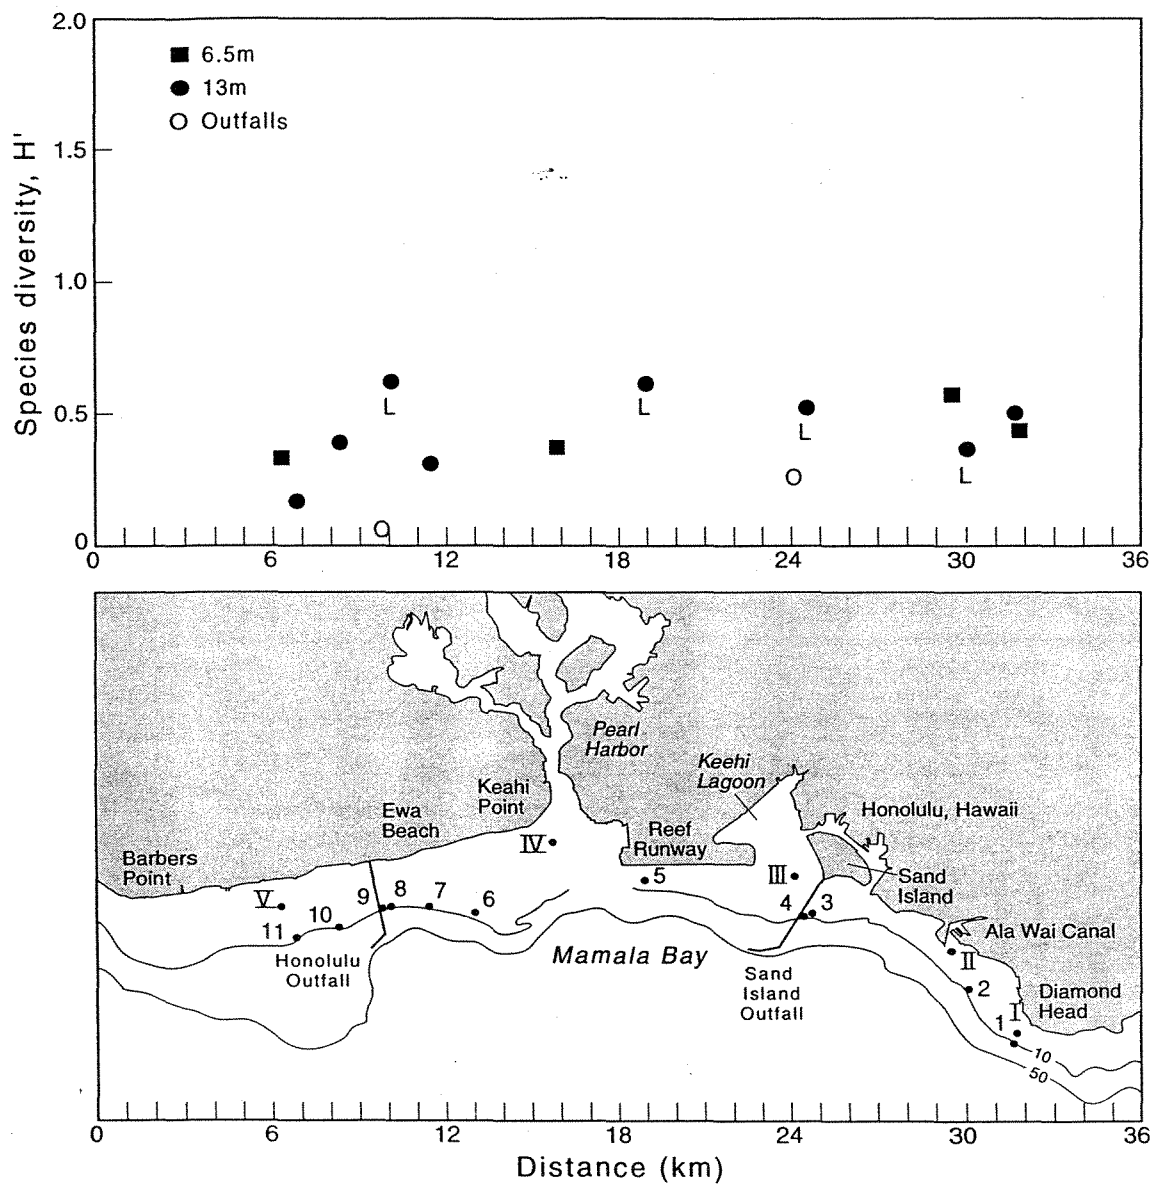 2.0
6.5m
13m
O Outfalls
1.5
1.0
0.5
0
Species diversity, H'
L
L
L
L
O
O
0
6
12
18
24
30
36
Pearl
Harbor
Keehi
Lagoon
Keahi
Point
Ewa
Beach
Honolulu, Hawaii
Barbers
Point
IV
Reef
Runway
III
Sand
Island
V
9
8
7
6
5
4
3
10
11
Ala Wai Canal
II
Honolulu
Outfall
Mamala Bay
Sand
Island
Outfall
2
Diamond
Head
I
1
10
50
0
6
12
18
24
30
36
Distance (km)